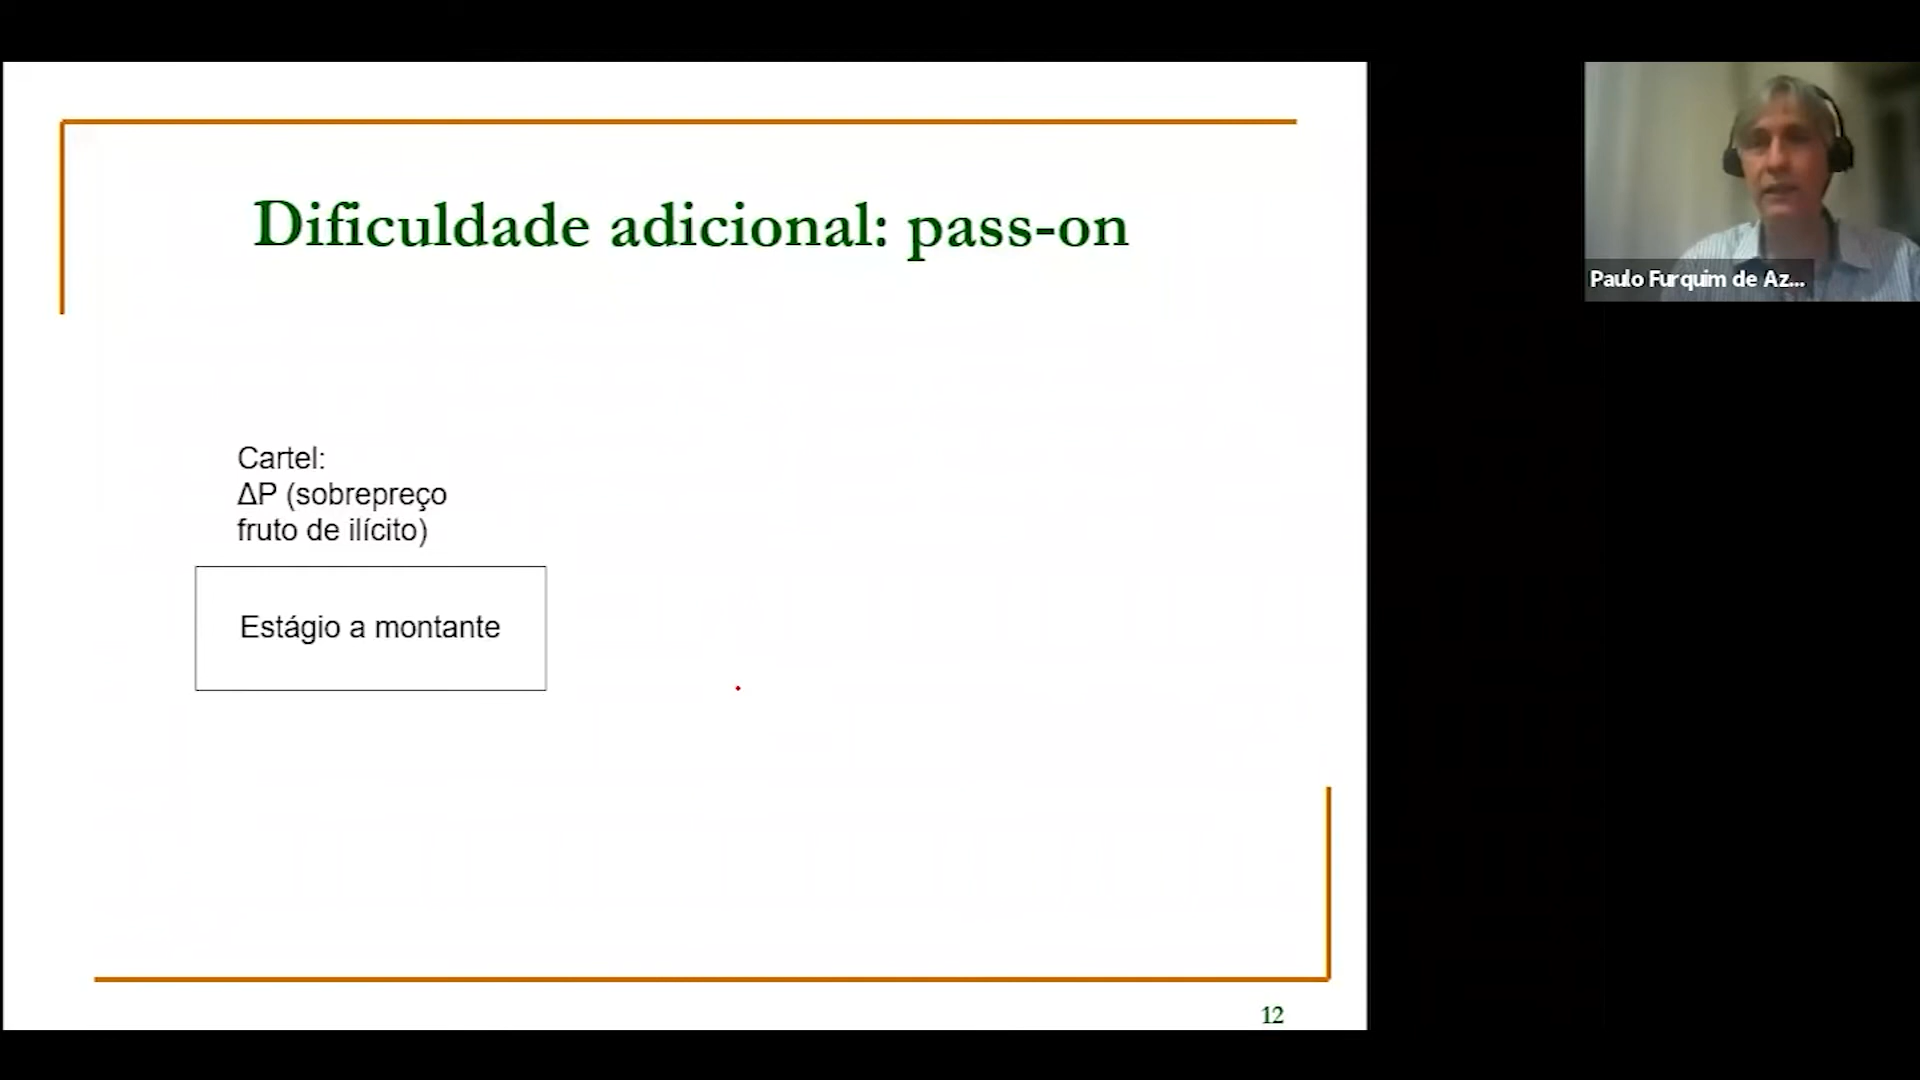 Dificuldade adicional: pass-on
Cartel:
ΔP (sobrepreço
fruto de ilícito)
Estágio a montante
12
Paulo Furquim de Az...